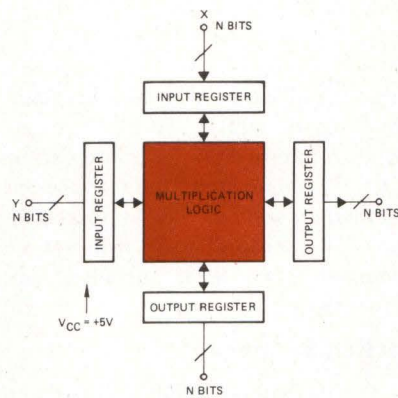 X
N BITS
INPUT REGISTER
INPUT REGISTER
MULTIPLICATION
LOGIC
OUTPUT REGISTER
Y
N BITS
N BITS
VCC = +5V
OUTPUT REGISTER
N BITS